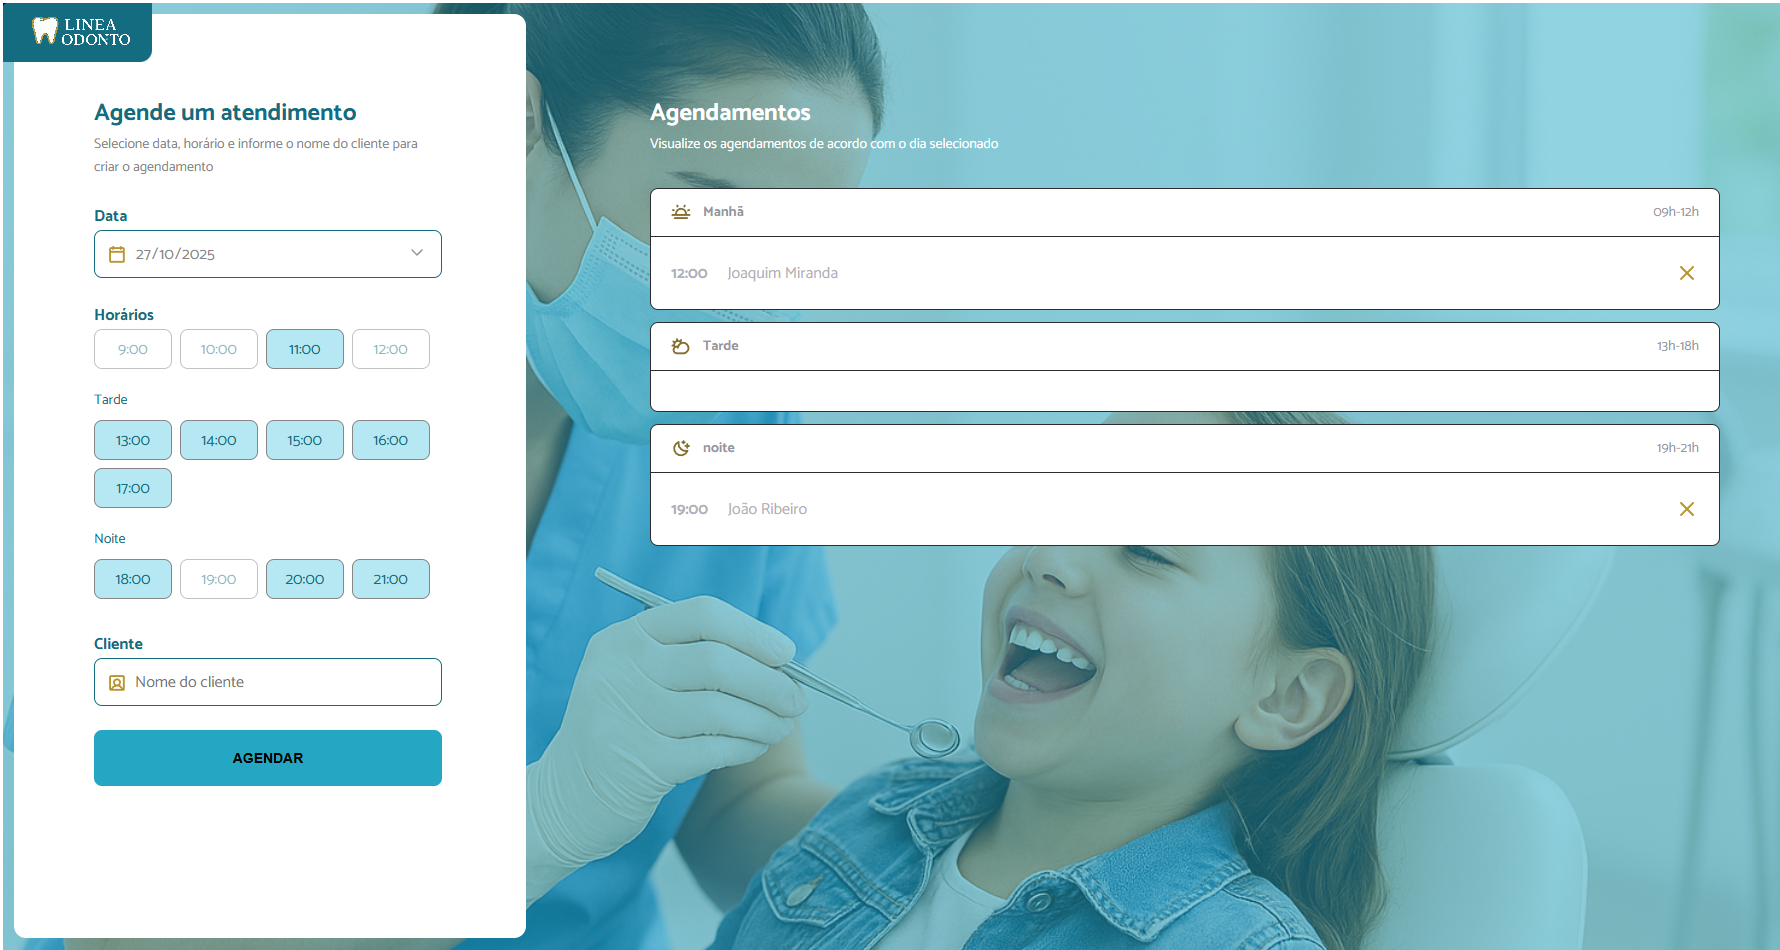 LINEA
ODONTO
Agende um atendimento
Selecione data, horário e informe o nome do cliente para
criar o agendamento
Data
27/10/2025
Horários
9:00 10:00 11:00 12:00
Tarde
13:00 14:00 15:00 16:00
17:00
Noite
18:00 19:00 20:00 21:00
Cliente
Nome do cliente
AGENDAR
Agendamentos
Visualize os agendamentos de acordo com o dia selecionado
Manhã 09h-12h
12:00 Joaquim Miranda
Tarde 13h-18h
noite 19h-21h
19:00 João Ribeiro